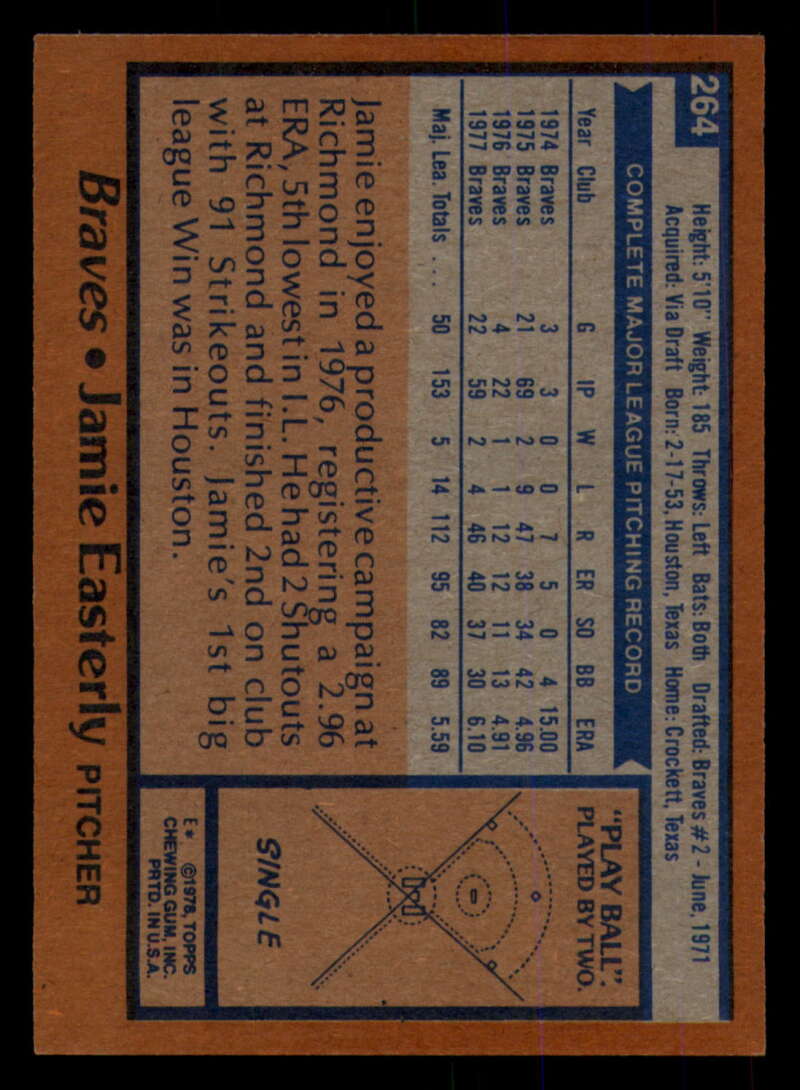 264
Height: 5'10" Weight: 185 Throws: Left Bats: Both Drafted: Braves #2 - June, 1971
Acquired: Via Draft Born: 2-17-53, Houston, Texas Home: Crockett, Texas
COMPLETE MAJOR LEAGUE PITCHING RECORD
Year Club G IP W L R ER SO BB ERA
1974 Braves 3 3 0 0 7 5 0 4 15.00
1975 Braves 21 69 2 9 47 38 34 42 4.96
1976 Braves 4 22 1 1 12 12 11 13 4.91
1977 Braves 22 59 2 4 46 40 37 30 6.10
Maj. Lea. Totals ... 50 153 5 14 112 95 82 89 5.59
Jamie enjoyed a productive campaign at
Richmond in 1976, registering a 2.96
ERA, 5th lowest in I.L. He had 2 Shutouts
at Richmond and finished 2nd on club
with 91 Strikeouts. Jamie's 1st big
league Win was in Houston.
"PLAY BALL":
PLAYED BY TWO.
SINGLE
E* ©1978, TOPPS
CHEWING GUM, INC.
PRTD. IN U.S.A.
Braves • Jamie Easterly PITCHER